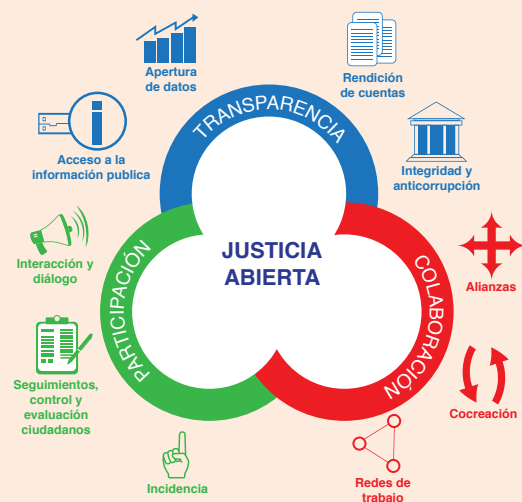 Apertura
de datos
Rendición
de cuentas
TRANSPARENCIA
Acceso a la
información publica
Integridad y
anticorrupción
JUSTICIA
ABIERTA
PARTICIPACIÓN
Interacción y
diálogo
Seguimientos,
control y
evaluación
ciudadanos
Incidencia
COLABORACIÓN
Alianzas
Cocreación
Redes de
trabajo